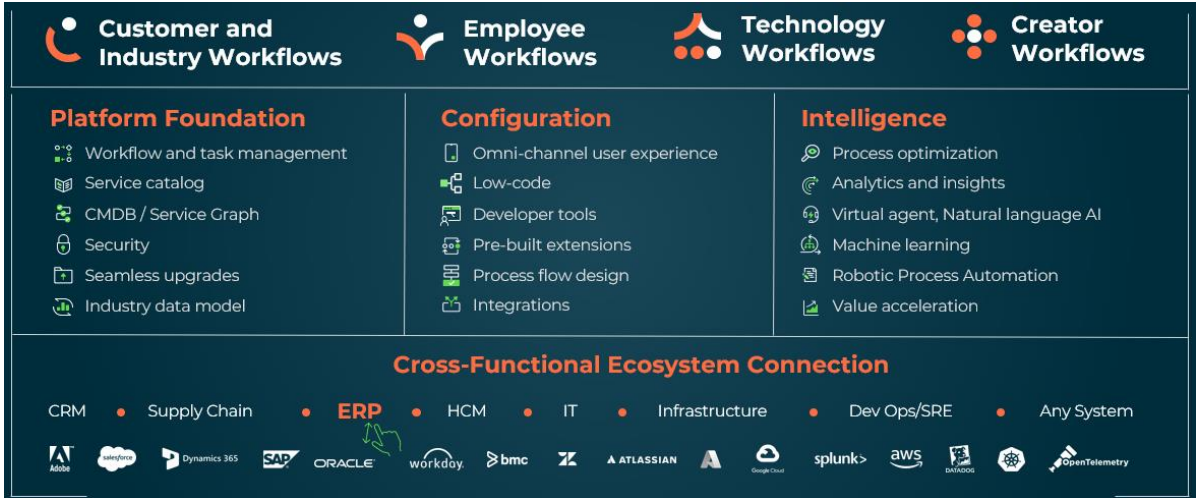 Customer and
Industry Workflows
Employee
Workflows
Technology
Workflows
Creator
Workflows
Platform Foundation
Workflow and task management
Service catalog
CMDB / Service Graph
Security
Seamless upgrades
Industry data model
Configuration
Omni-channel user experience
Low-code
Developer tools
Pre-built extensions
Process flow design
Integrations
Intelligence
Process optimization
Analytics and insights
Virtual agent, Natural language AI
Machine learning
Robotic Process Automation
Value acceleration
Cross-Functional Ecosystem Connection
CRM • Supply Chain • ERP • HCM • IT • Infrastructure • Dev Ops/SRE • Any System
Adobe salesforce Dynamics 365 SAP ORACLE workday. bmc ATLASSIAN Google Cloud splunk> aws DATADOG OpenTelemetry